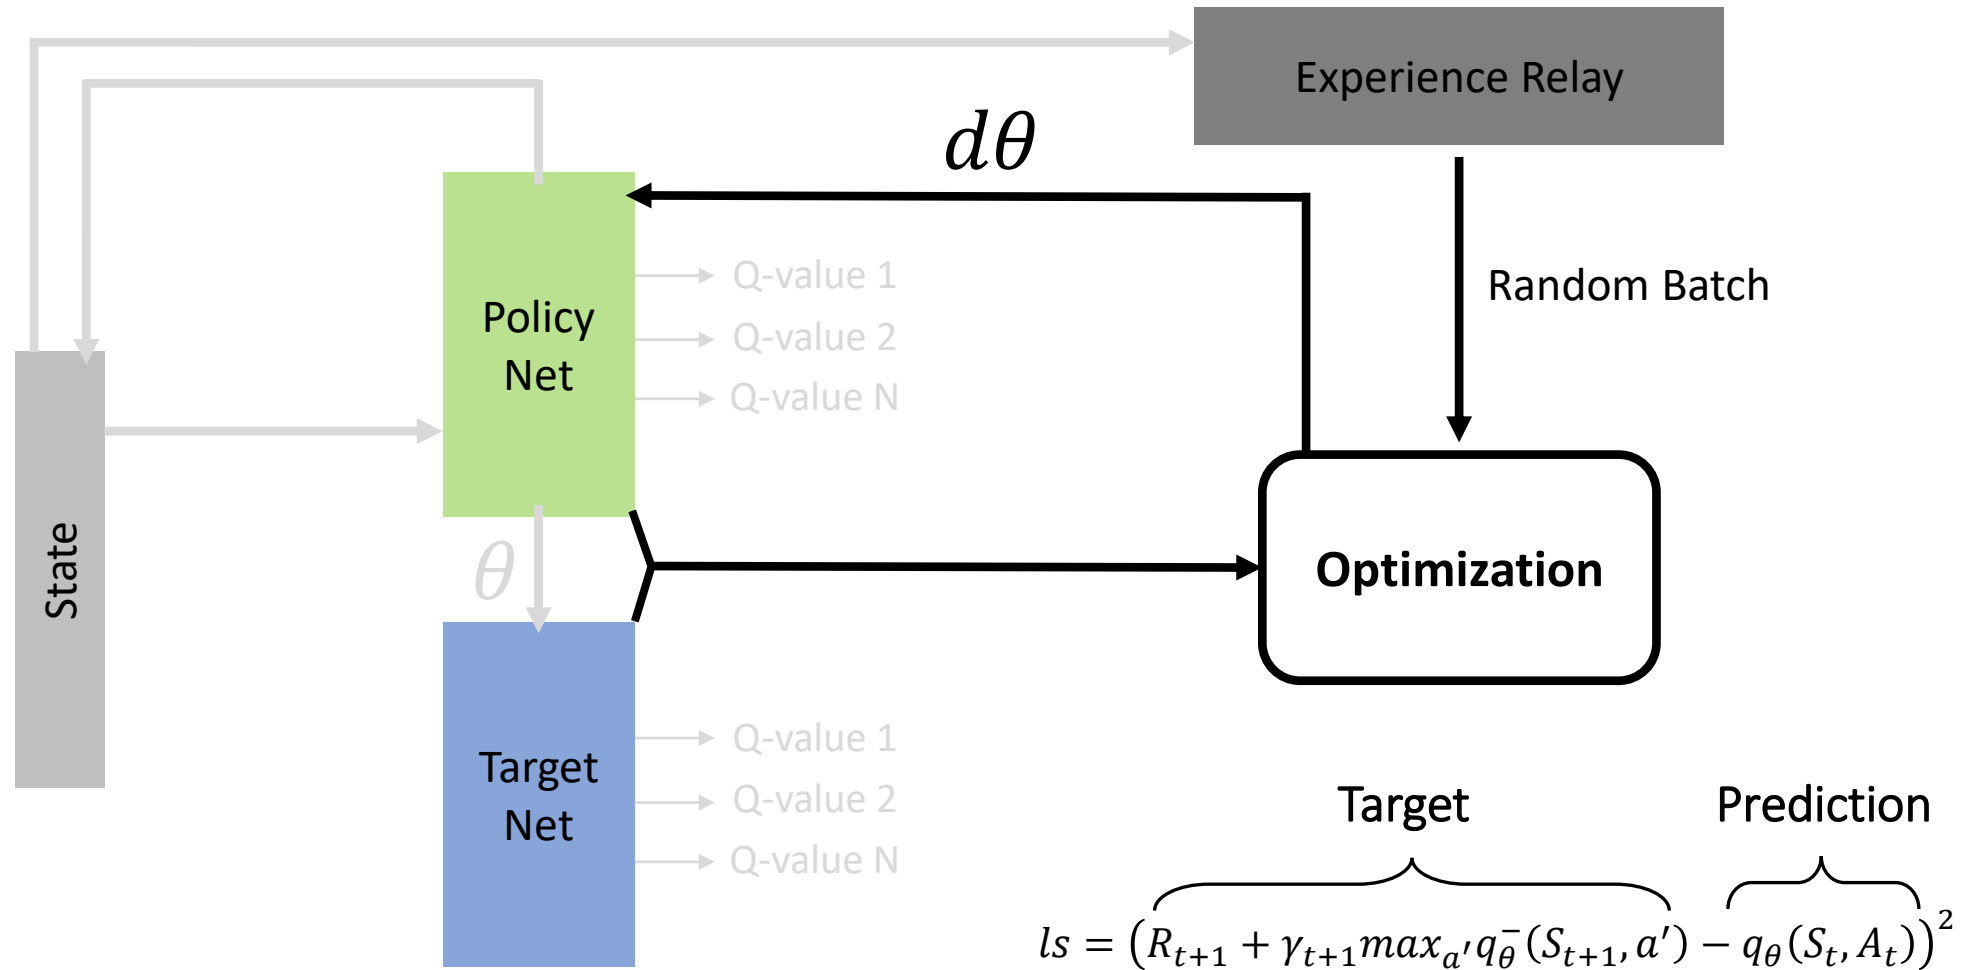 Experience Relay
dθ
Random Batch
Policy
Net
Q-value 1
Q-value 2
Q-value N
State
θ
Optimization
Target
Net
Q-value 1
Q-value 2
Q-value N
Target
Prediction
ls = (R_{t+1} + γ_{t+1}max_{a′}q_θ^−(S_{t+1}, a′) − q_θ(S_t, A_t))^2